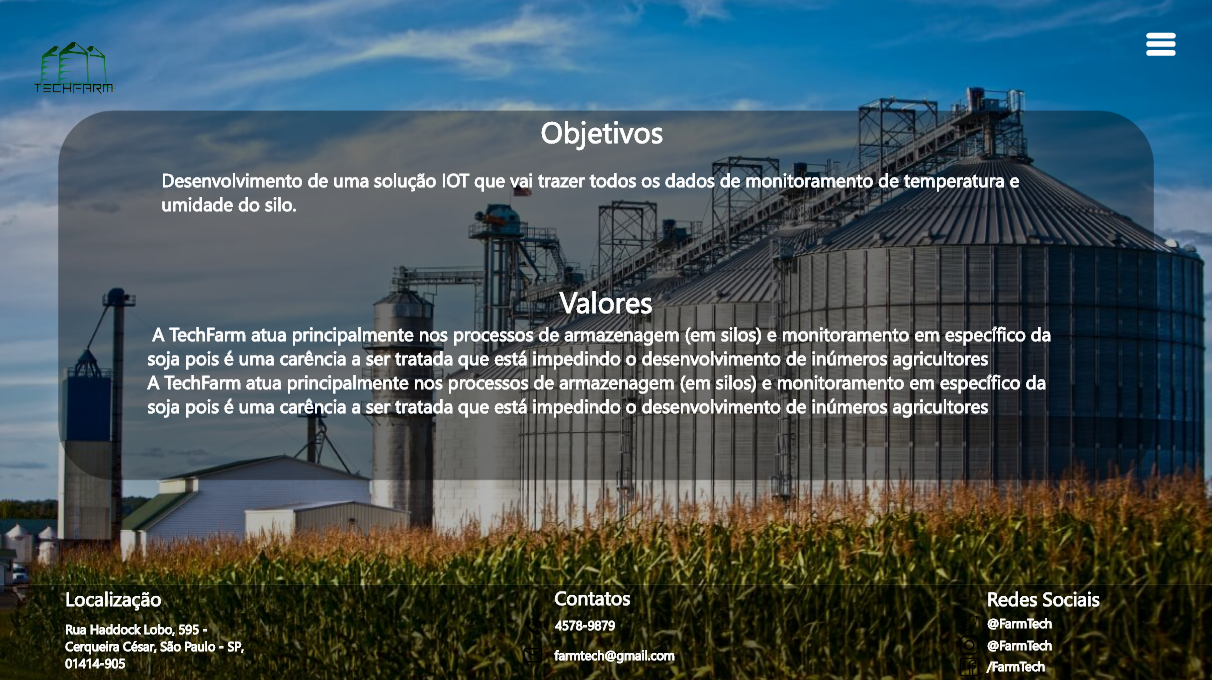 TECHFARM
Objetivos
Desenvolvimento de uma solução IOT que vai trazer todos os dados de monitoramento de temperatura e
umidade do silo.
Valores
A TechFarm atua principalmente nos processos de armazenagem (em silos) e monitoramento em específico da
soja pois é uma carência a ser tratada que está impedindo o desenvolvimento de inúmeros agricultores
A TechFarm atua principalmente nos processos de armazenagem (em silos) e monitoramento em específico da
soja pois é uma carência a ser tratada que está impedindo o desenvolvimento de inúmeros agricultores
Localização
Rua Haddock Lobo, 595 -
Cerqueira César, São Paulo - SP,
01414-905
Contatos
4578-9879
farmtech@gmail.com
Redes Sociais
@FarmTech
@FarmTech
/FarmTech